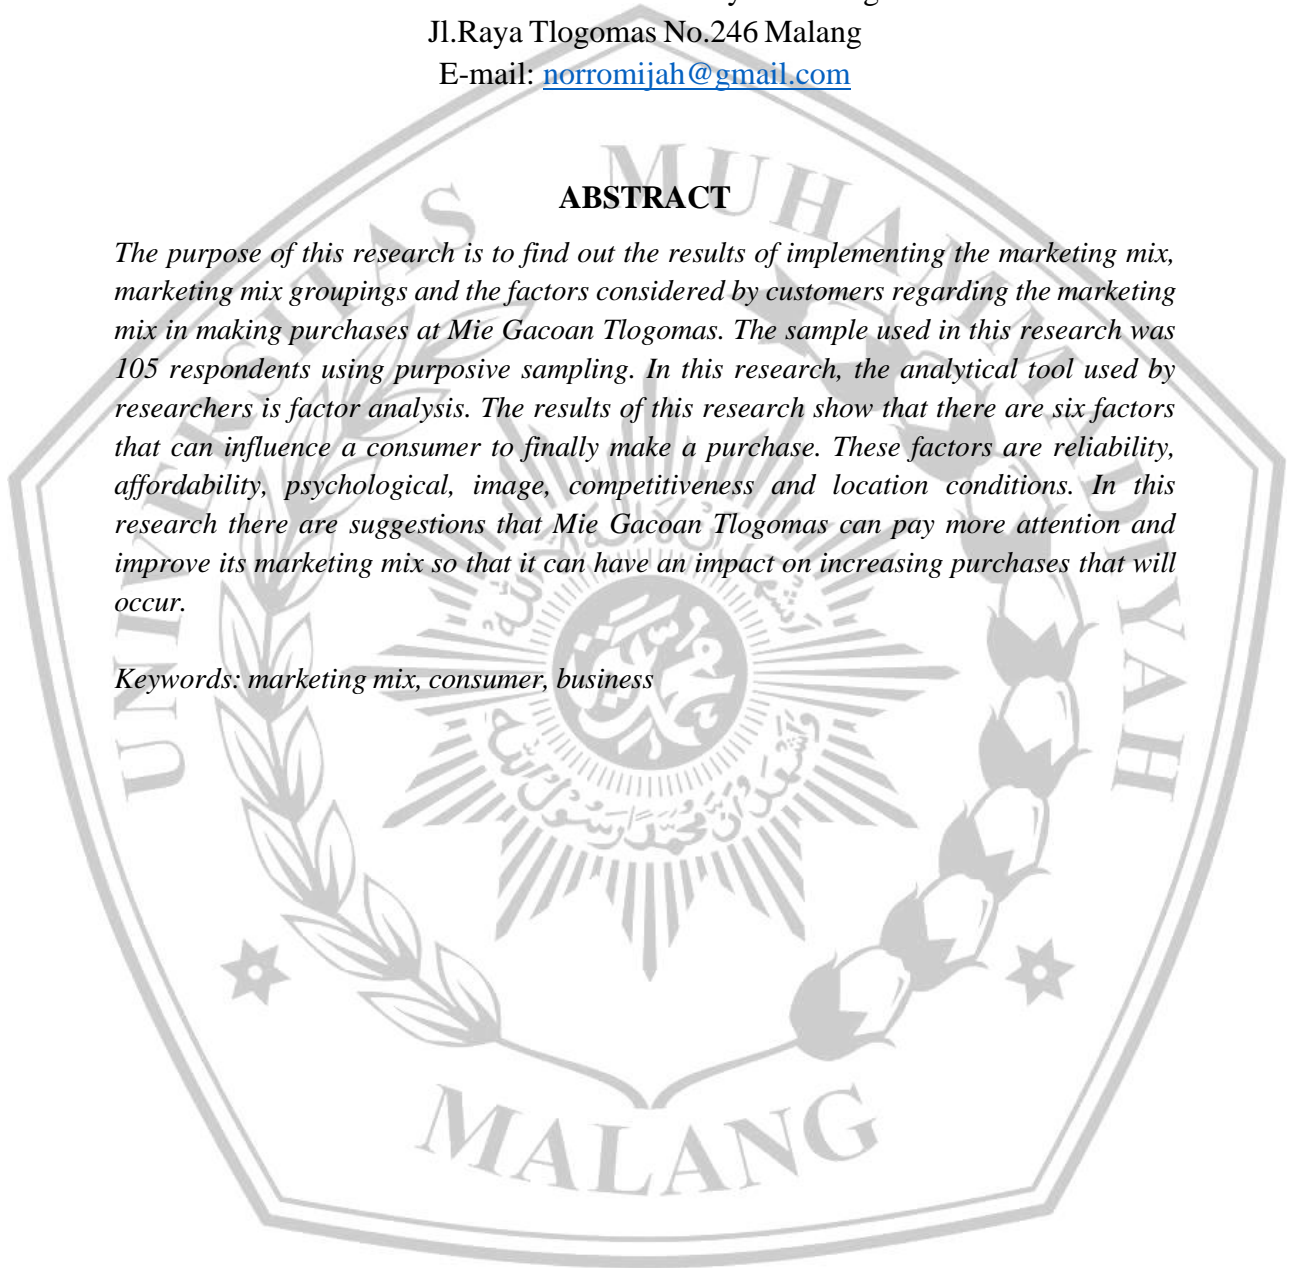 Jl.Raya Tlogomas No.246 Malang
E-mail: norromijah@gmail.com
ABSTRACT
The purpose of this research is to find out the results of implementing the marketing mix,
marketing mix groupings and the factors considered by customers regarding the marketing
mix in making purchases at Mie Gacoan Tlogomas. The sample used in this research was
105 respondents using purposive sampling. In this research, the analytical tool used by
researchers is factor analysis. The results of this research show that there are six factors
that can influence a consumer to finally make a purchase. These factors are reliability,
affordability, psychological, image, competitiveness and location conditions. In this
research there are suggestions that Mie Gacoan Tlogomas can pay more attention and
improve its marketing mix so that it can have an impact on increasing purchases that will
occur.
Keywords: marketing mix, consumer, business
UNIVERSITAS MUHAMMADIYAH
MALANG